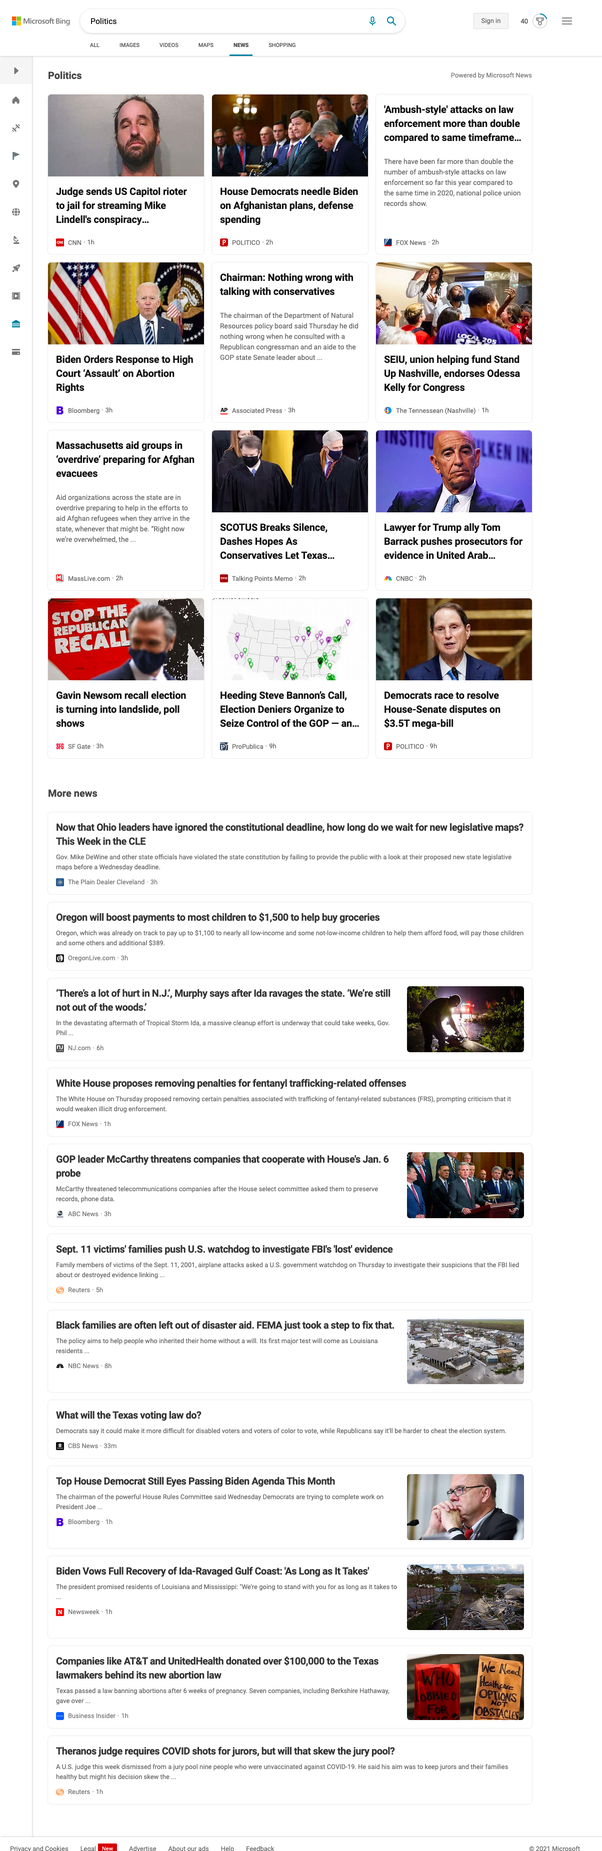 Microsoft Bing
Politics
Sign in
40
ALL
IMAGES
VIDEOS
MAPS
NEWS
SHOPPING
Politics
Powered by Microsoft News
Judge sends US Capitol rioter
to jail for streaming Mike
Lindell's conspiracy...
CNN · 1h
House Democrats needle Biden
on Afghanistan plans, defense
spending
POLITICO · 2h
'Ambush-style' attacks on law
enforcement more than double
compared to same timeframe...
There have been far more than double the
number of ambush-style attacks on law
enforcement so far this year compared to
the same time in 2020, national police union
records show.
FOX News · 2h
Biden Orders Response to High
Court ‘Assault’ on Abortion
Rights
Bloomberg · 3h
Chairman: Nothing wrong with
talking with conservatives
The chairman of the Department of Natural
Resources policy board said Thursday he did
nothing wrong when he consulted with a
Republican congressman and an aide to the
GOP state Senate leader about ...
Associated Press · 3h
LOCAL 205
SEIU, union helping fund Stand
Up Nashville, endorses Odessa
Kelly for Congress
The Tennessean (Nashville) · 1h
Massachusetts aid groups in
‘overdrive’ preparing for Afghan
evacuees
Aid organizations across the state are in
overdrive preparing to help in the efforts to
aid Afghan refugees when they arrive in the
state, whenever that might be. “Right now
we're overwhelmed, the ...
MassLive.com · 2h
SCOTUS Breaks Silence,
Dashes Hopes As
Conservatives Let Texas...
Talking Points Memo · 2h
Lawyer for Trump ally Tom
Barrack pushes prosecutors for
evidence in United Arab...
CNBC · 2h
STOP THE
REPUBLICAN
RECALL
Gavin Newsom recall election
is turning into landslide, poll
shows
SF Gate · 3h
Heeding Steve Bannon’s Call,
Election Deniers Organize to
Seize Control of the GOP — an...
ProPublica · 9h
Democrats race to resolve
House-Senate disputes on
$3.5T mega-bill
POLITICO · 9h
More news
Now that Ohio leaders have ignored the constitutional deadline, how long do we wait for new legislative maps?
This Week in the CLE
Gov. Mike DeWine and other state officials have violated the state constitution by failing to provide the public with a look at their proposed new state legislative
maps before a Wednesday deadline.
The Plain Dealer Cleveland · 3h
Oregon will boost payments to most children to $1,500 to help buy groceries
Oregon, which was already on track to pay up to $1,100 to nearly all low-income and some not-low-income children to help them afford food, will pay those children
and some others and additional $389.
OregonLive.com · 3h
‘There’s a lot of hurt in N.J.’, Murphy says after Ida ravages the state. ‘We’re still
not out of the woods.’
In the devastating aftermath of Tropical Storm Ida, a massive cleanup effort is underway that could take weeks, Gov.
Phil ...
NJ.com · 6h
White House proposes removing penalties for fentanyl trafficking-related offenses
The White House on Thursday proposed removing certain penalties associated with trafficking of fentanyl-related substances (FRS), prompting criticism that it
would weaken illicit drug enforcement.
FOX News · 1h
GOP leader McCarthy threatens companies that cooperate with House's Jan. 6
probe
McCarthy threatened telecommunications companies after the House select committee asked them to preserve
records, phone data.
ABC News · 3h
Sept. 11 victims' families push U.S. watchdog to investigate FBI's 'lost' evidence
Family members of victims of the Sept. 11, 2001, airplane attacks asked a U.S. government watchdog on Thursday to investigate their suspicions that the FBI lied
about or destroyed evidence linking ...
Reuters · 5h
Black families are often left out of disaster aid. FEMA just took a step to fix that.
The policy aims to help people who inherited their home without a will. Its first major test will come as Louisiana
residents ...
NBC News · 8h
What will the Texas voting law do?
Democrats say it could make it more difficult for disabled voters and voters of color to vote, while Republicans say it'll be harder to cheat the election system.
CBS News · 33m
Top House Democrat Still Eyes Passing Biden Agenda This Month
The chairman of the powerful House Rules Committee said Wednesday Democrats are trying to complete work on
President Joe ...
Bloomberg · 1h
Biden Vows Full Recovery of Ida-Ravaged Gulf Coast: 'As Long as It Takes'
The president promised residents of Louisiana and Mississippi: "We're going to stand with you for as long as it takes to
...
Newsweek · 1h
Companies like AT&T and UnitedHealth donated over $100,000 to the Texas
lawmakers behind its new abortion law
Texas passed a law banning abortions after 6 weeks of pregnancy. Seven companies, including Berkshire Hathaway,
gave over ...
Business Insider · 1h
WHO
LOBBIED
FOR
We Need
Healthcare
OPTIONS
NOT
OBSTACLES
Theranos judge requires COVID shots for jurors, but will that skew the jury pool?
A U.S. judge this week dismissed from a jury pool nine people who were unvaccinated against COVID-19. He said his aim was to keep jurors and their families
healthy but might his decision skew the ...
Reuters · 1h
Privacy and Cookies
Legal
New
Advertise
About our ads
Help
Feedback
© 2021 Microsoft